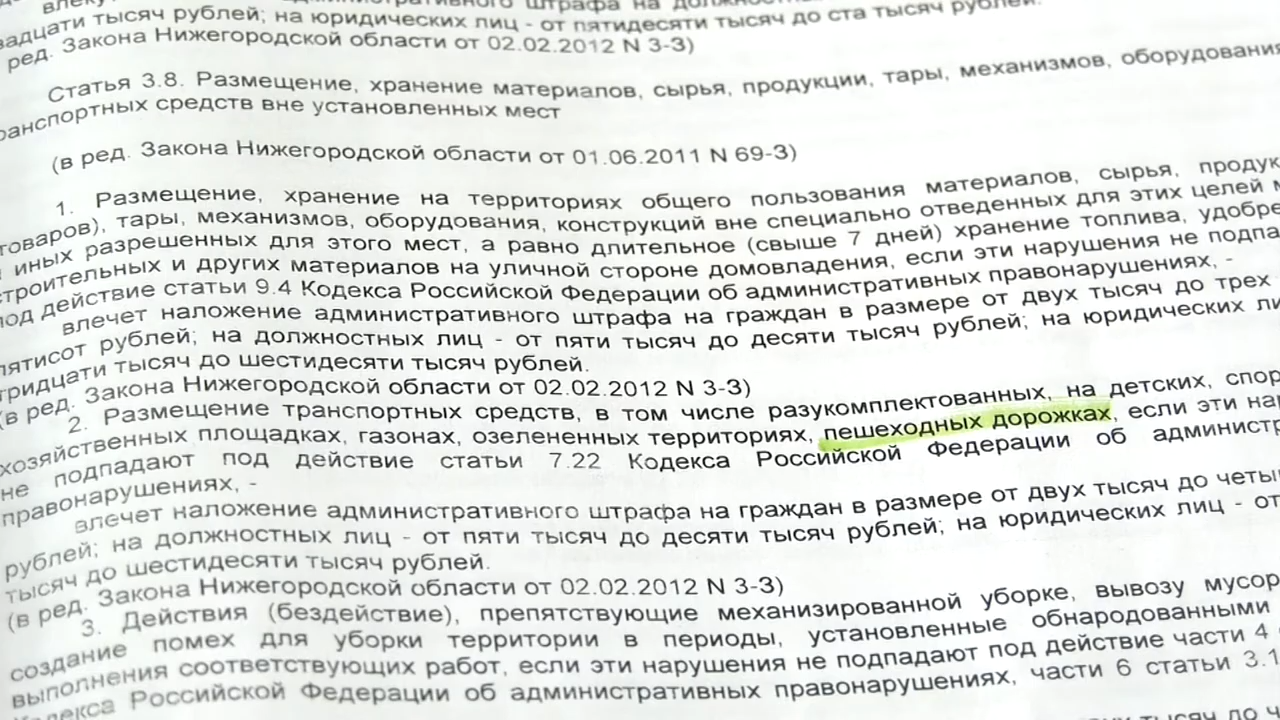 административного штрафа на
тысяч рублей; на юридических лиц - от пятидесяти тысяч до ста тысяч рублей.
ред. Закона Нижегородской области от 02.02.2012 N 3-З)
Статья 3.8. Размещение, хранение материалов, сырья, продукции, тары, механизмов, оборудования
средств вне установленных мест
(в ред. Закона Нижегородской области от 01.06.2011 N 69-З)
1. Размещение, хранение на территориях общего пользования материалов, сырья, продук
товаров), тары, механизмов, оборудования, конструкций вне специально отведенных для этих целей м
иных разрешенных для этого мест, а равно длительное (свыше 7 дней) хранение топлива, удобре
строительных и других материалов на уличной стороне домовладения, если эти нарушения не подпа
под действие статьи 9.4 Кодекса Российской Федерации об административных правонарушениях, -
влечет наложение административного штрафа на граждан в размере от двух тысяч до трех
пятисот рублей; на должностных лиц - от пяти тысяч до десяти тысяч рублей; на юридических ли
тридцати тысяч до шестидесяти тысяч рублей.
(в ред. Закона Нижегородской области от 02.02.2012 N 3-З)
2. Размещение транспортных средств, в том числе разукомплектованных, на детских, спор
хозяйственных площадках, газонах, озелененных территориях, пешеходных дорожках, если эти нар
не подпадают под действие статьи 7.22 Кодекса Российской Федерации об администр
правонарушениях, -
влечет наложение административного штрафа на граждан в размере от двух тысяч до четы
рублей; на должностных лиц - от пяти тысяч до десяти тысяч рублей; на юридических лиц - от
тысяч до шестидесяти тысяч рублей.
(в ред. Закона Нижегородской области от 02.02.2012 N 3-З)
3. Действия (бездействие), препятствующие механизированной уборке, вывозу мусор
создание помех для уборки территории в периоды, установленные обнародованными
выполнения соответствующих работ, если эти нарушения не подпадают под действие части 4
Кодекса Российской Федерации об административных правонарушениях, части 6 статьи 3.1
тысяч до